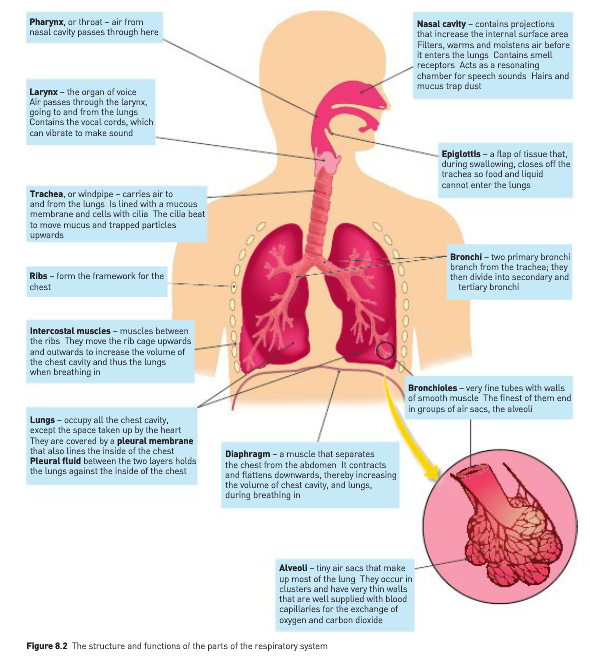 Pharynx, or throat – air from
nasal cavity passes through here
Nasal cavity – contains projections
that increase the internal surface area
Filters, warms and moistens air before
it enters the lungs Contains smell
receptors Acts as a resonating
chamber for speech sounds Hairs and
mucus trap dust
Larynx – the organ of voice
Air passes through the larynx,
going to and from the lungs
Contains the vocal cords, which
can vibrate to make sound
Epiglottis – a flap of tissue that,
during swallowing, closes off the
trachea so food and liquid
cannot enter the lungs
Trachea, or windpipe – carries air to
and from the lungs Is lined with a mucous
membrane and cells with cilia The cilia beat
to move mucus and trapped particles
upwards
Bronchi – two primary bronchi
branch from the trachea; they
then divide into secondary and
tertiary bronchi
Ribs – form the framework for the
chest
Intercostal muscles – muscles between
the ribs They move the rib cage upwards
and outwards to increase the volume of
the chest cavity and thus the lungs
when breathing in
Bronchioles – very fine tubes with walls
of smooth muscle The finest of them end
in groups of air sacs, the alveoli
Lungs – occupy all the chest cavity,
except the space taken up by the heart
They are covered by a pleural membrane
that also lines the inside of the chest
Pleural fluid between the two layers holds
the lungs against the inside of the chest
Diaphragm – a muscle that separates
the chest from the abdomen It contracts
and flattens downwards, thereby increasing
the volume of chest cavity, and lungs,
during breathing in
Alveoli – tiny air sacs that make
up most of the lung They occur in
clusters and have very thin walls
that are well supplied with blood
capillaries for the exchange of
oxygen and carbon dioxide
Figure 8.2 The structure and functions of the parts of the respiratory system